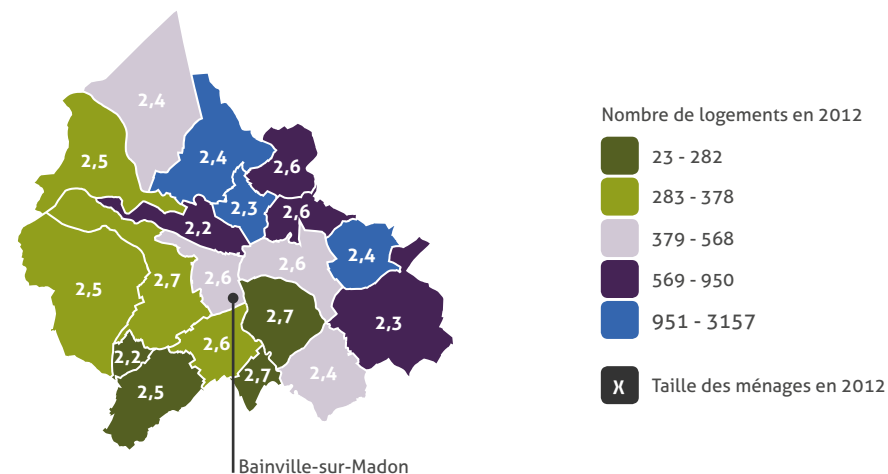 2,4
2,5
2,4
2,6
2,3
2,6
2,2
2,4
2,6
2,6
2,7
2,5
2,7
2,3
2,6
2,2
2,7
2,4
2,5
Bainville-sur-Madon
Nombre de logements en 2012
23 - 282
283 - 378
379 - 568
569 - 950
951 - 3157
X Taille des ménages en 2012